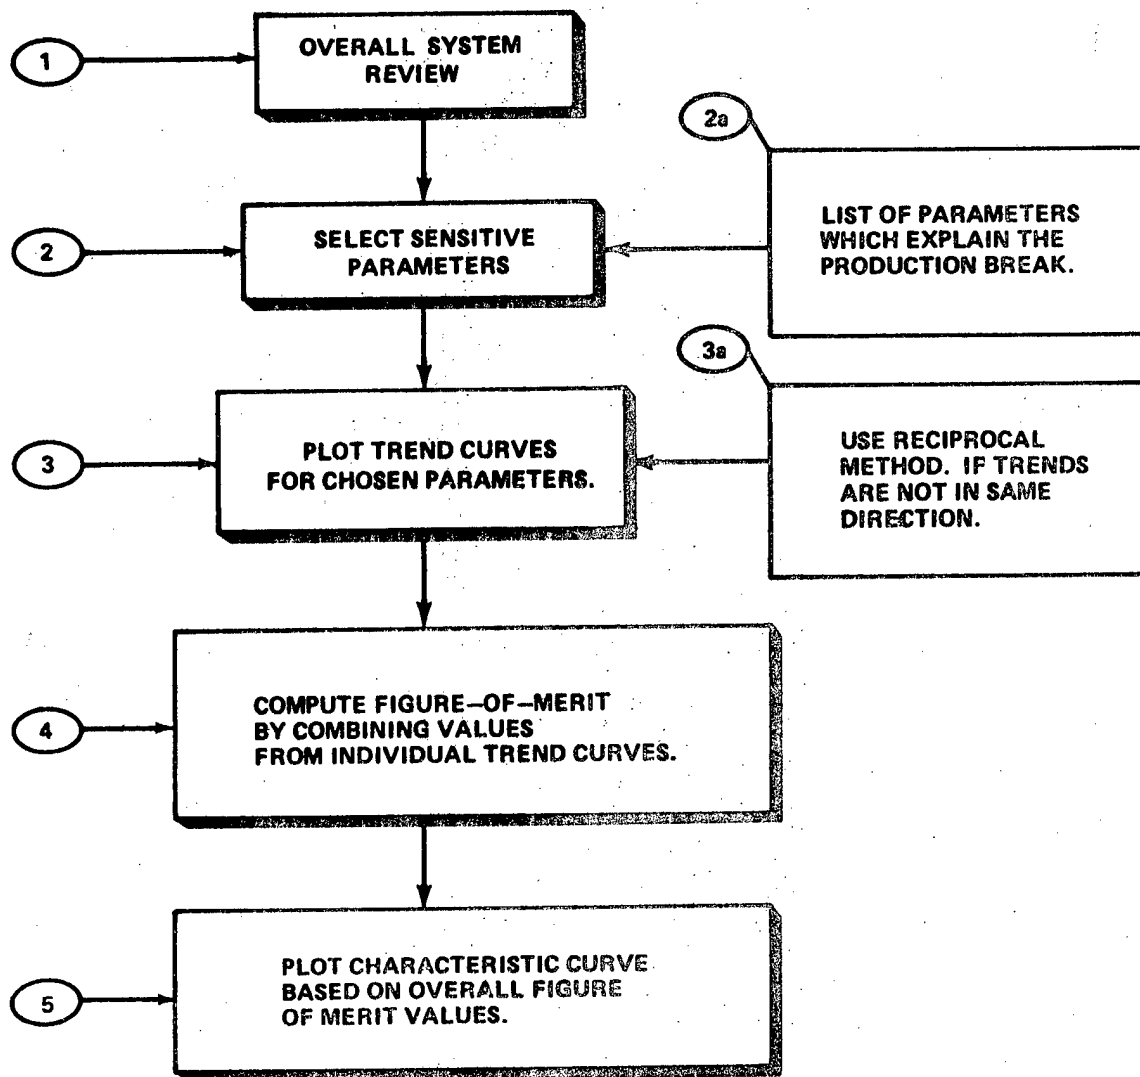 1
OVERALL SYSTEM
REVIEW
2a
LIST OF PARAMETERS
WHICH EXPLAIN THE
PRODUCTION BREAK.
2
SELECT SENSITIVE
PARAMETERS
3a
USE RECIPROCAL
METHOD. IF TRENDS
ARE NOT IN SAME
DIRECTION.
3
PLOT TREND CURVES
FOR CHOSEN PARAMETERS.
4
COMPUTE FIGURE–OF–MERIT
BY COMBINING VALUES
FROM INDIVIDUAL TREND CURVES.
5
PLOT CHARACTERISTIC CURVE
BASED ON OVERALL FIGURE
OF MERIT VALUES.